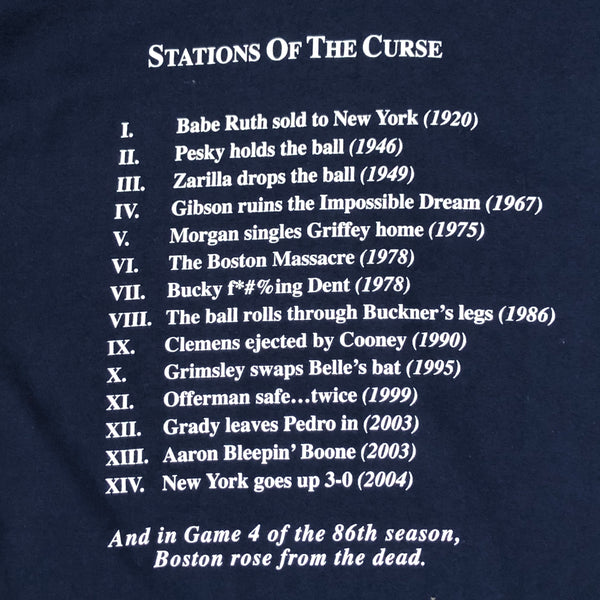 STATIONS OF THE CURSE
I. Babe Ruth sold to New York (1920)
II. Pesky holds the ball (1946)
III. Zarilla drops the ball (1949)
IV. Gibson ruins the Impossible Dream (1967)
V. Morgan singles Griffey home (1975)
VI. The Boston Massacre (1978)
VII. Bucky f*#%ing Dent (1978)
VIII. The ball rolls through Buckner's legs (1986)
IX. Clemens ejected by Cooney (1990)
X. Grimsley swaps Belle's bat (1995)
XI. Offerman safe...twice (1999)
XII. Grady leaves Pedro in (2003)
XIII. Aaron Bleepin' Boone (2003)
XIV. New York goes up 3-0 (2004)
And in Game 4 of the 86th season,
Boston rose from the dead.